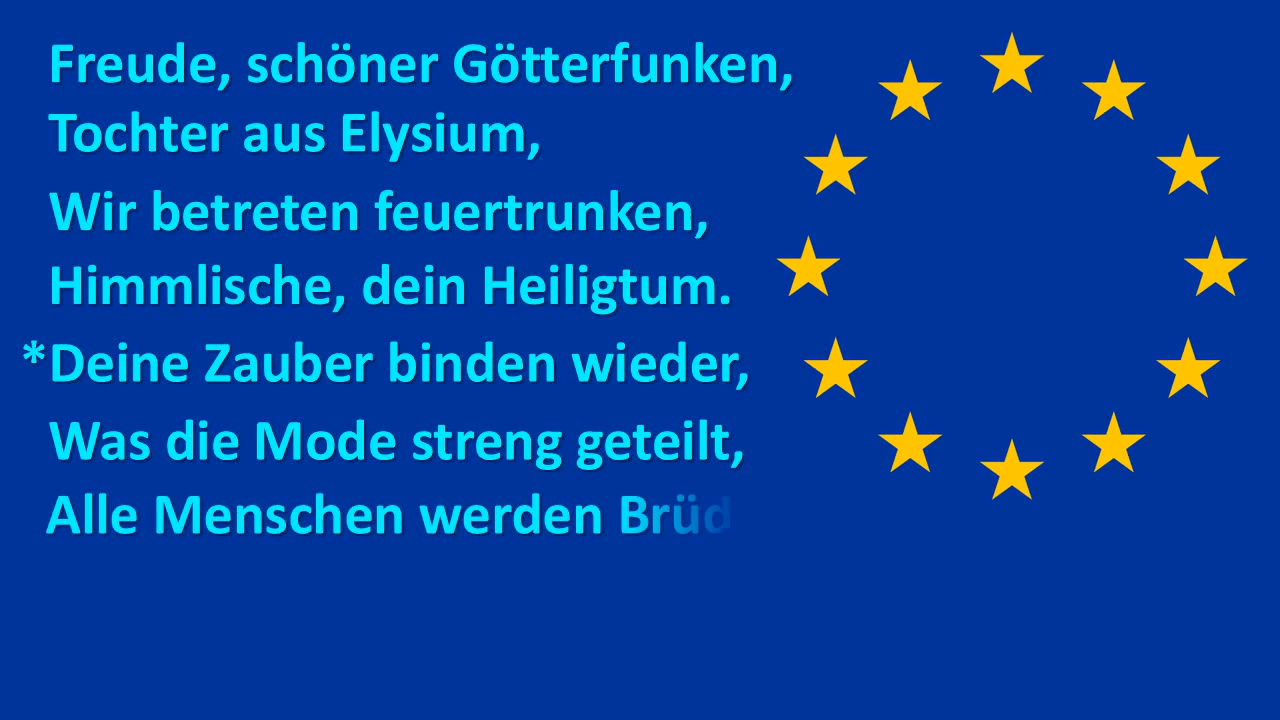 Freude, schöner Götterfunken,
Tochter aus Elysium,
Wir betreten feuertrunken,
Himmlische, dein Heiligtum.
*Deine Zauber binden wieder,
Was die Mode streng geteilt,
Alle Menschen werden Brüd